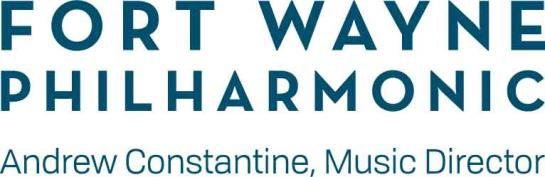 FORT WAYNE
PHILHARMONIC
Andrew Constantine, Music Director